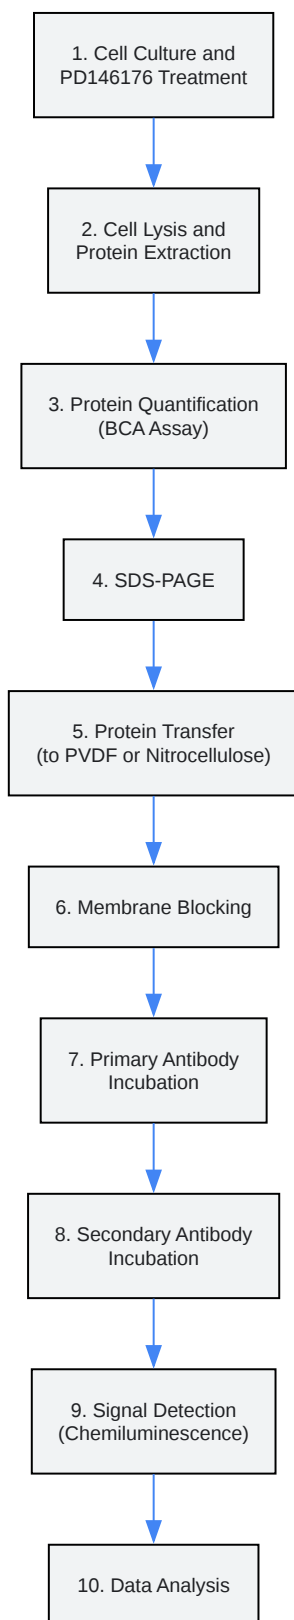 1. Cell Culture and
PD146176 Treatment
2. Cell Lysis and
Protein Extraction
3. Protein Quantification
(BCA Assay)
4. SDS-PAGE
5. Protein Transfer
(to PVDF or Nitrocellulose)
6. Membrane Blocking
7. Primary Antibody
Incubation
8. Secondary Antibody
Incubation
9. Signal Detection
(Chemiluminescence)
10. Data Analysis